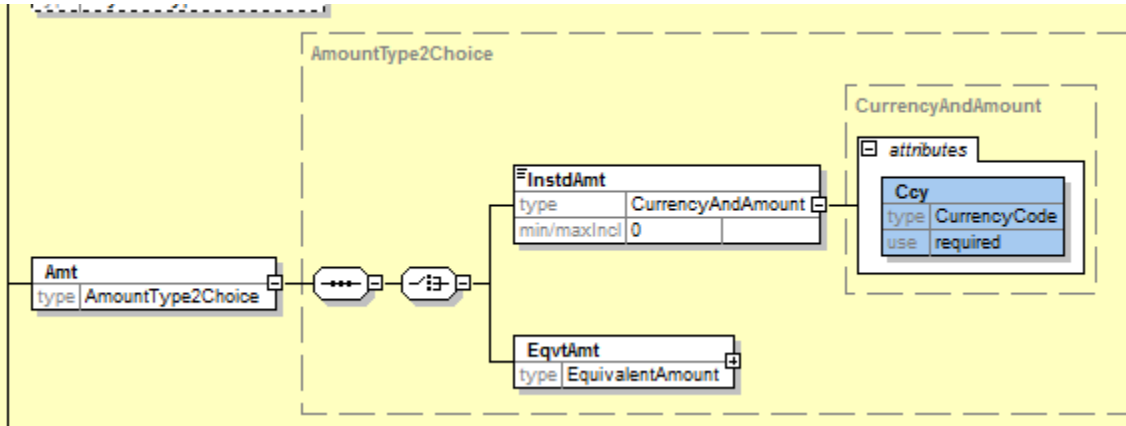 AmountType2Choice
CurrencyAndAmount
attributes
Ccy
type CurrencyCode
use required
InstdAmt
type CurrencyAndAmount
min/maxIncl 0
Amt
type AmountType2Choice
EqvtAmt
type EquivalentAmount